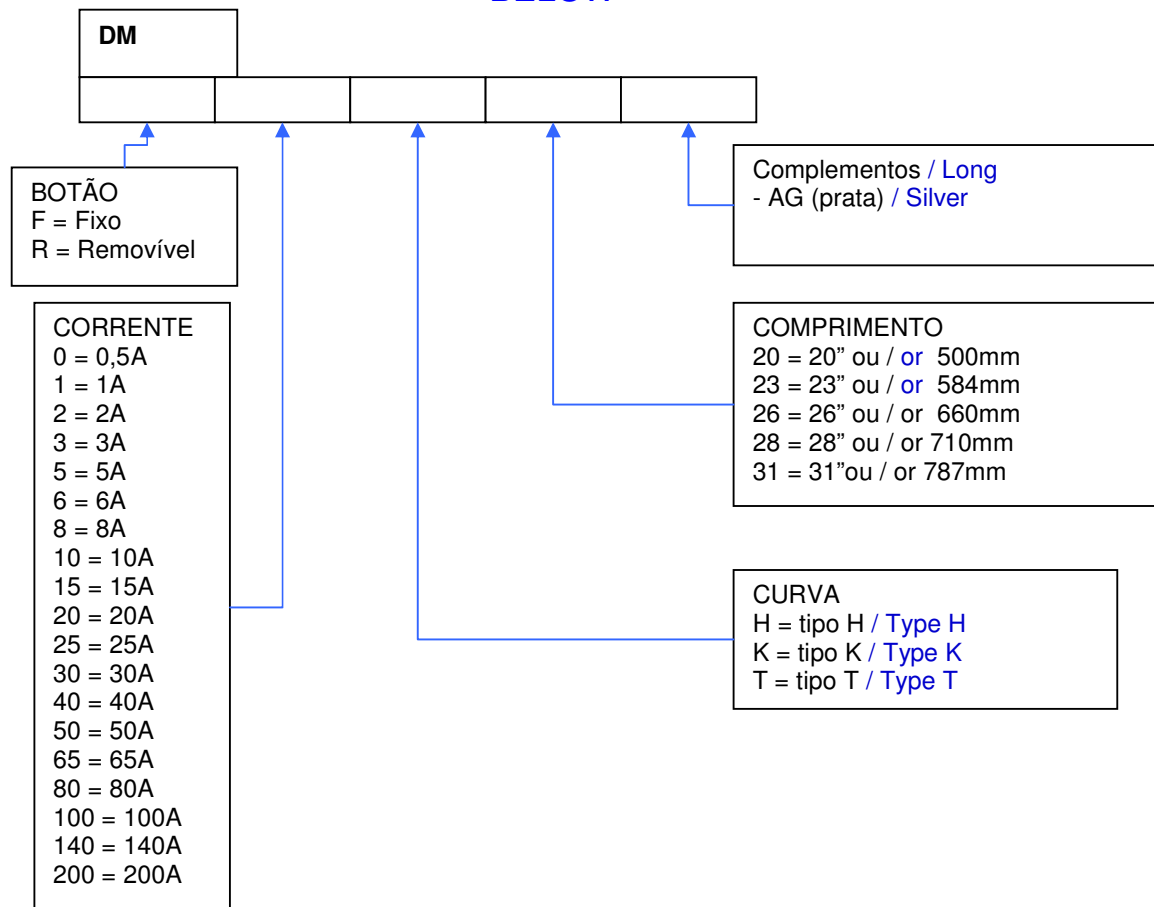 DM
BOTÃO
F = Fixo
R = Removível
Complementos / Long
- AG (prata) / Silver
CORRENTE
0 = 0,5A
1 = 1A
2 = 2A
3 = 3A
5 = 5A
6 = 6A
8 = 8A
10 = 10A
15 = 15A
20 = 20A
25 = 25A
30 = 30A
40 = 40A
50 = 50A
65 = 65A
80 = 80A
100 = 100A
140 = 140A
200 = 200A
COMPRIMENTO
20 = 20” ou / or 500mm
23 = 23” ou / or 584mm
26 = 26” ou / or 660mm
28 = 28” ou / or 710mm
31 = 31”ou / or 787mm
CURVA
H = tipo H / Type H
K = tipo K / Type K
T = tipo T / Type T